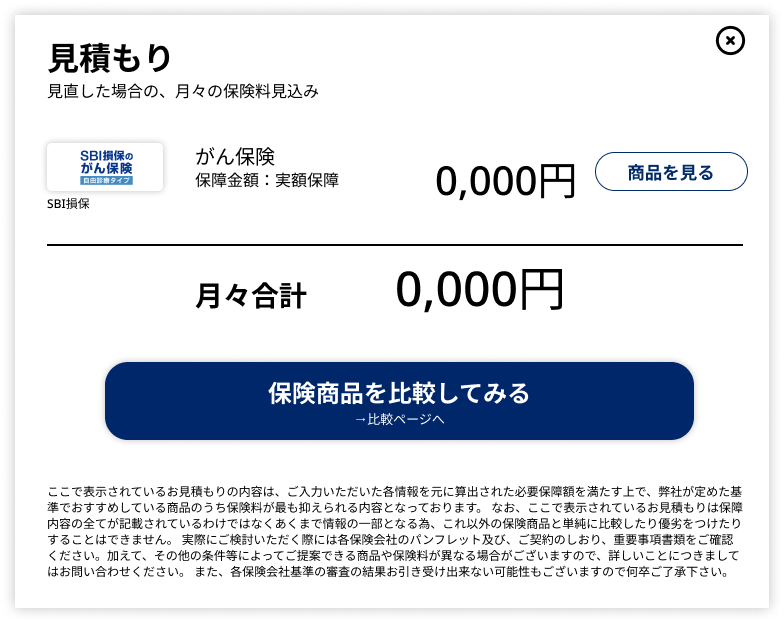 見積もり
見直した場合の、月々の保険料見込み
SBI損保の
がん保険
自由診療タイプ
SBI損保
がん保険
保障金額：実額保障
0,000円
商品を見る
月々合計
0,000円
保険商品を比較してみる
→比較ページへ
ここで表示されているお見積もりの内容は、ご入力いただいた各情報を元に算出された必要保障額を満たす上で、弊社が定めた基
準でおすすめしている商品のうち保険料が最も抑えられる内容となっております。 なお、ここで表示されているお見積もりは保障
内容の全てが記載されているわけではなくあくまで情報の一部となる為、これ以外の保険商品と単純に比較したり優劣をつけたり
することはできません。 実際にご検討いただく際には各保険会社のパンフレット及び、ご契約のしおり、重要事項書類をご確認
ください。加えて、その他の条件等によってご提案できる商品や保険料が異なる場合がございますので、詳しいことにつきまして
はお問い合わせください。 また、各保険会社基準の審査の結果お引き受け出来ない可能性もございますので何卒ご了承下さい。